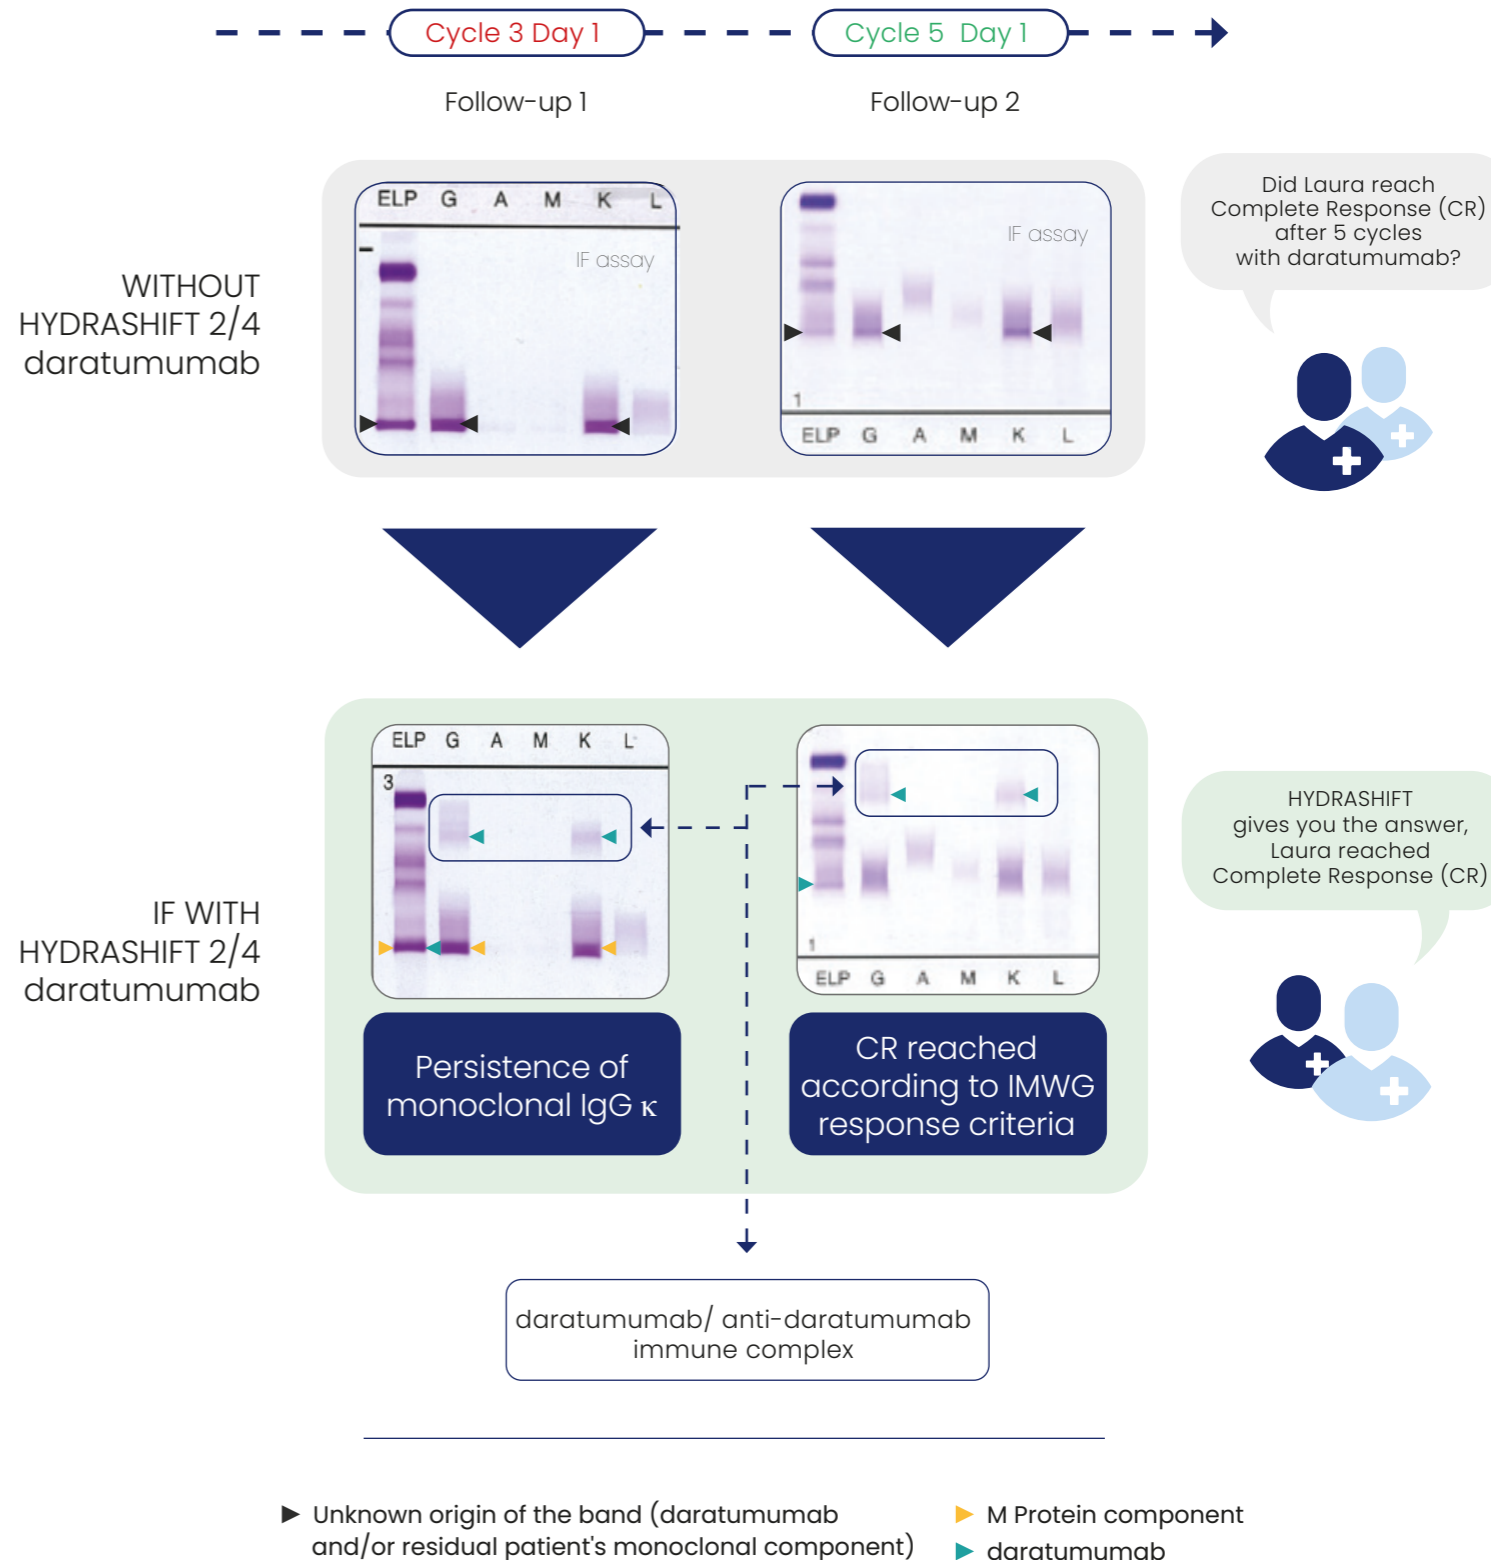 Cycle 3 Day 1
Cycle 5 Day 1
Follow-up 1
Follow-up 2
WITHOUT
HYDRASHIFT 2/4
daratumumab
ELP G A M K L
IF assay
IF assay
1
ELP G A M K L
Did Laura reach
Complete Response (CR)
after 5 cycles
with daratumumab?
IF WITH
HYDRASHIFT 2/4
daratumumab
ELP G A M K L
3
1
ELP G A M K L
HYDRASHIFT
gives you the answer,
Laura reached
Complete Response (CR)
Persistence of
monoclonal IgG κ
CR reached
according to IMWG
response criteria
daratumumab/ anti-daratumumab
immune complex
Unknown origin of the band (daratumumab
and/or residual patient's monoclonal component)
M Protein component
daratumumab